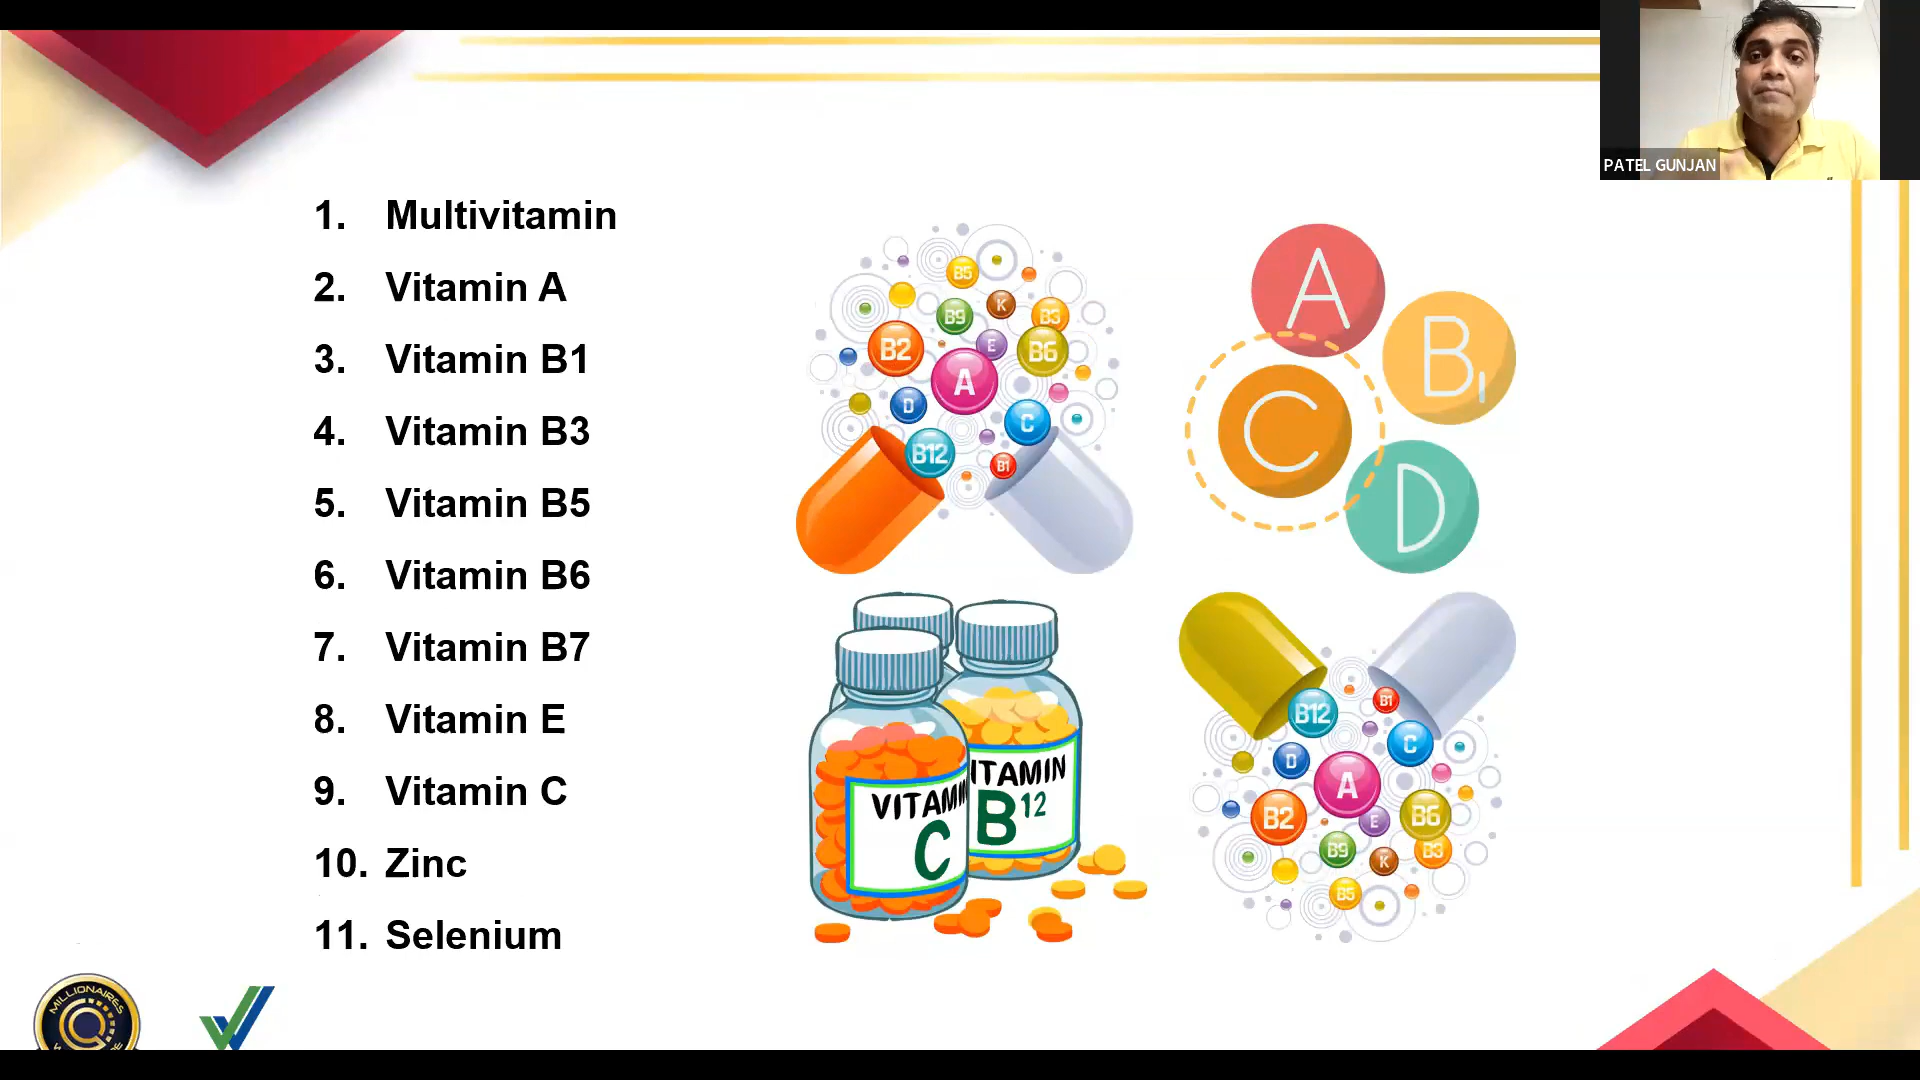 PATEL GUNJAN
1. Multivitamin
2. Vitamin A
3. Vitamin B1
4. Vitamin B3
5. Vitamin B5
6. Vitamin B6
7. Vitamin B7
8. Vitamin E
9. Vitamin C
10. Zinc
11. Selenium
B5
B9
K
B3
B2
E
B6
A
D
C
B12
B1
A
B1
C
D
VITAMIN
C
ITAMIN
B12
B12
B1
D
C
A
B2
E
B6
B9
K
B3
B5
MILLIONAIRES